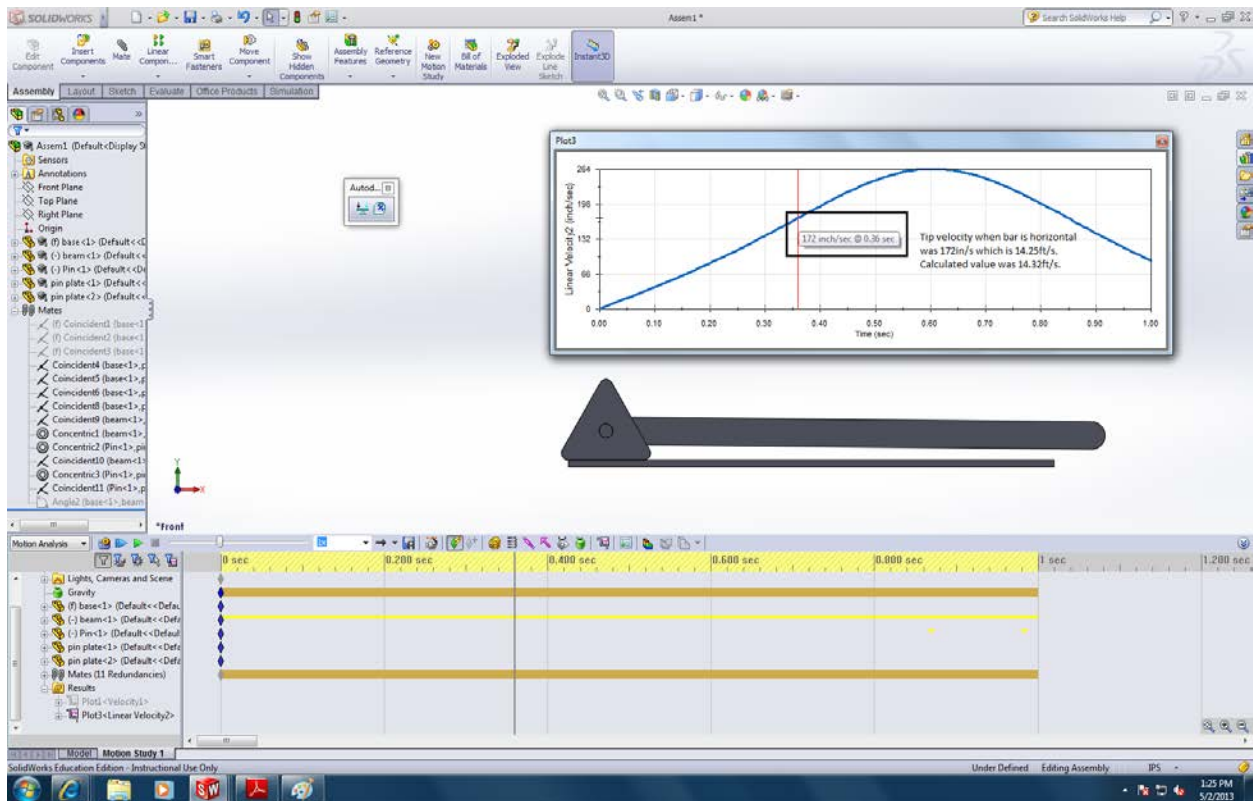 SOLIDWORKS
Assem1 *
Search SolidWorks Help
Edit Component
Insert Components
Mate
Linear Compon...
Smart Fasteners
Move Component
Show Hidden Components
Assembly Features
Reference Geometry
New Motion Study
Bill of Materials
Exploded View
Explode Line Sketch
Instant3D
Assembly
Layout
Sketch
Evaluate
Office Products
Simulation
Assem1 (Default<Display S
Sensors
Annotations
Front Plane
Top Plane
Right Plane
Origin
(f) base<1> (Default<<D
(-) beam<1> (Default<<
(-) Pin<1> (Default<<De
pin plate<1> (Default<<
pin plate<2> (Default<<
Mates
(f) Coincident1 (base<1
(f) Coincident2 (base<1
(f) Coincident3 (base<1
Coincident4 (base<1>,p
Coincident5 (base<1>,p
Coincident6 (base<1>,p
Coincident8 (base<1>,p
Coincident9 (beam<1>,
Concentric1 (beam<1>,
Concentric2 (Pin<1>,pi
Coincident10 (beam<1>
Concentric3 (Pin<1>,pi
Coincident11 (Pin<1>,p
Angle2 (base<1>,beam
Autod...
Plot3
Linear Velocity2 (inch/sec)
264
198
132
66
0
172 inch/sec @ 0.36 sec
Tip velocity when bar is horizontal
was 172in/s which is 14.25ft/s.
Calculated value was 14.32ft/s.
0.00 0.10 0.20 0.30 0.40 0.50 0.60 0.70 0.80 0.90 1.00
Time (sec)
Y
X
*Front
Motion Analysis
0 sec
0.200 sec
0.400 sec
0.600 sec
0.800 sec
1 sec
1.200 sec
Lights, Cameras and Scene
Gravity
(f) base<1> (Default<<Defau
(-) beam<1> (Default<<Defa
(-) Pin<1> (Default<<Default
pin plate<1> (Default<<Defa
pin plate<2> (Default<<Defa
Mates (11 Redundancies)
Results
Plot1<Velocity1>
Plot3<Linear Velocity2>
Model
Motion Study 1
SolidWorks Education Edition - Instructional Use Only
Under Defined
Editing Assembly
IPS
1:25 PM
5/2/2013